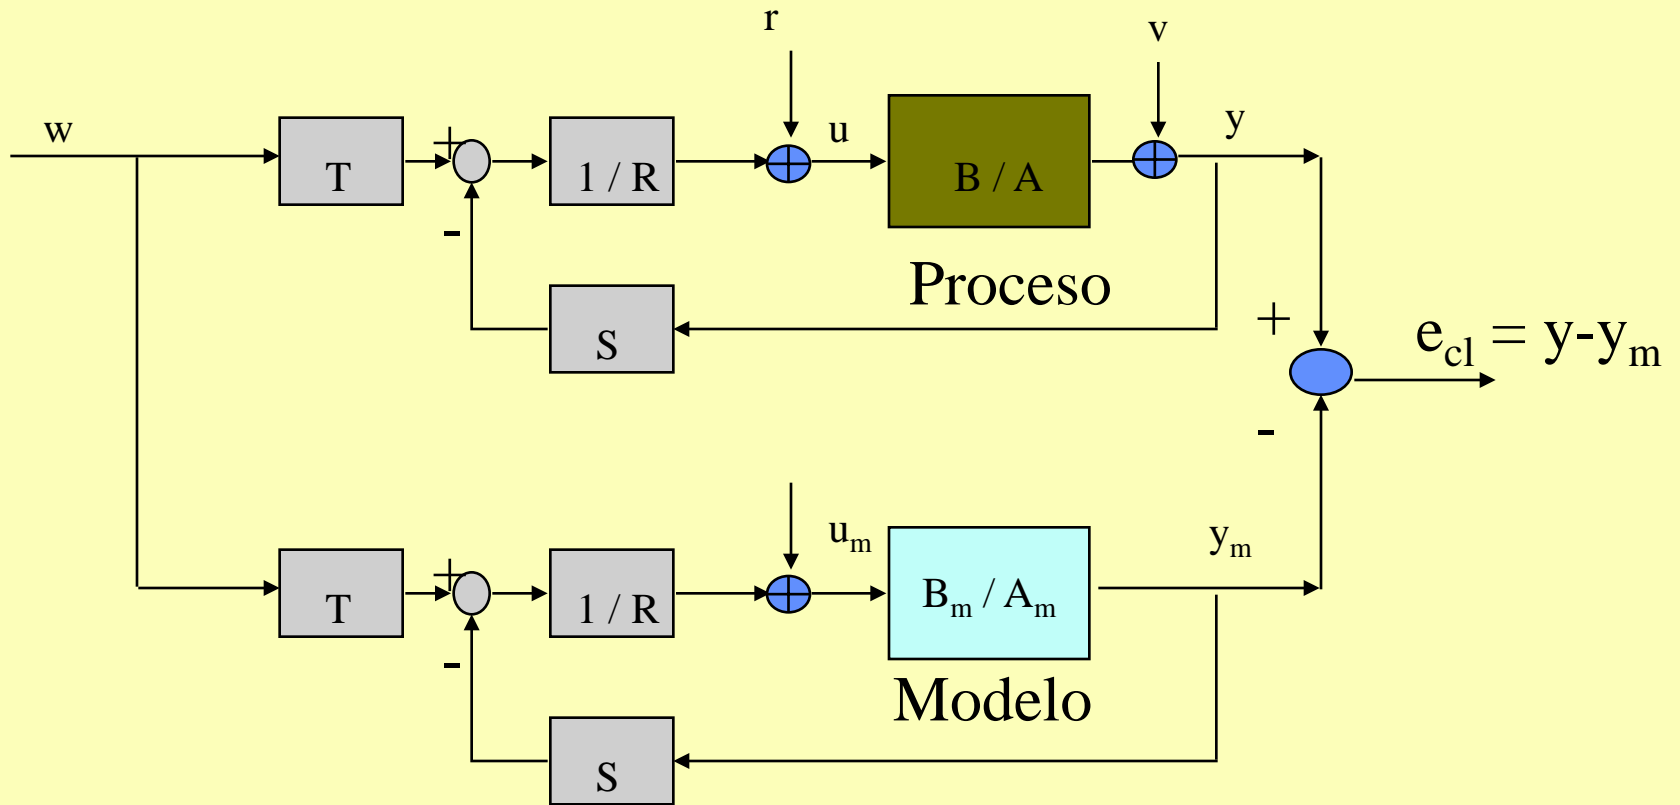 r
v
w
T
+
-
1 / R
u
B / A
y
Proceso
S
+
-
e_cl = y-y_m
T
+
-
1 / R
u_m
B_m / A_m
y_m
Modelo
S